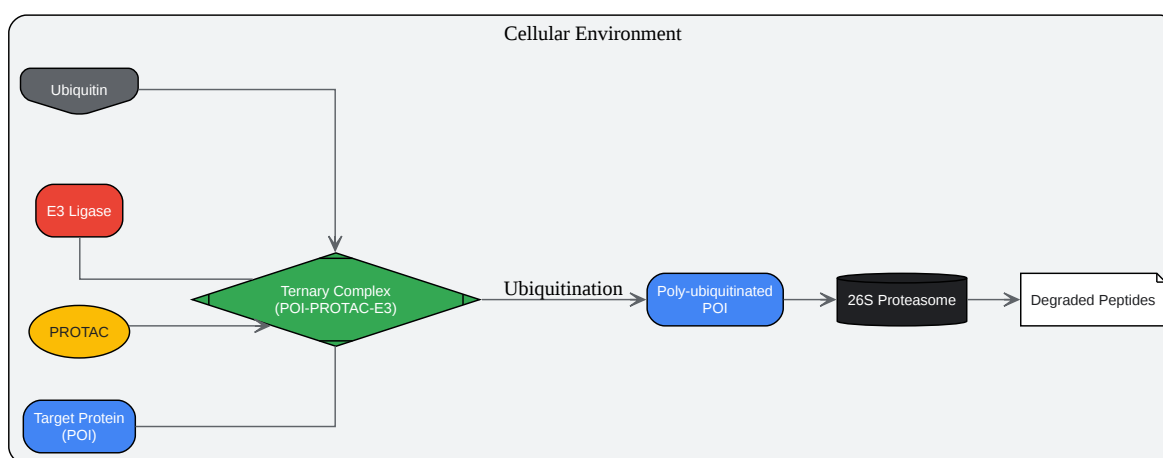 Cellular Environment
Ubiquitin
E3 Ligase
PROTAC
Target Protein
(POI)
Ternary Complex
(POI-PROTAC-E3)
Ubiquitination
Poly-ubiquitinated
POI
26S Proteasome
Degraded Peptides